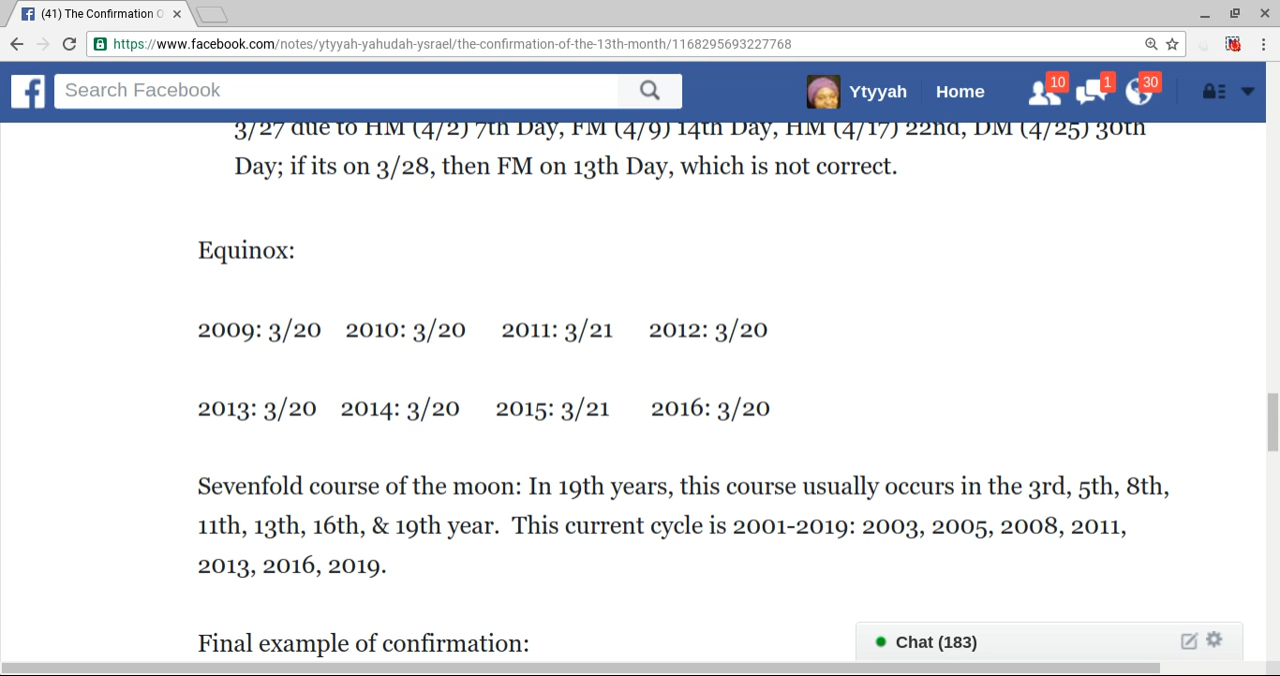 (41) The Confirmation O
https://www.facebook.com/notes/ytyyah-yahudah-ysrael/the-confirmation-of-the-13th-month/1168295693227768
Search Facebook
Ytyyah
Home
10
1
30
3/27 due to HM (4/2) 7th Day, FM (4/9) 14th Day, HM (4/17) 22nd, DM (4/25) 30th
Day; if its on 3/28, then FM on 13th Day, which is not correct.
Equinox:
2009: 3/20 2010: 3/20 2011: 3/21 2012: 3/20
2013: 3/20 2014: 3/20 2015: 3/21 2016: 3/20
Sevenfold course of the moon: In 19th years, this course usually occurs in the 3rd, 5th, 8th,
11th, 13th, 16th, & 19th year. This current cycle is 2001-2019: 2003, 2005, 2008, 2011,
2013, 2016, 2019.
Final example of confirmation:
Chat (183)